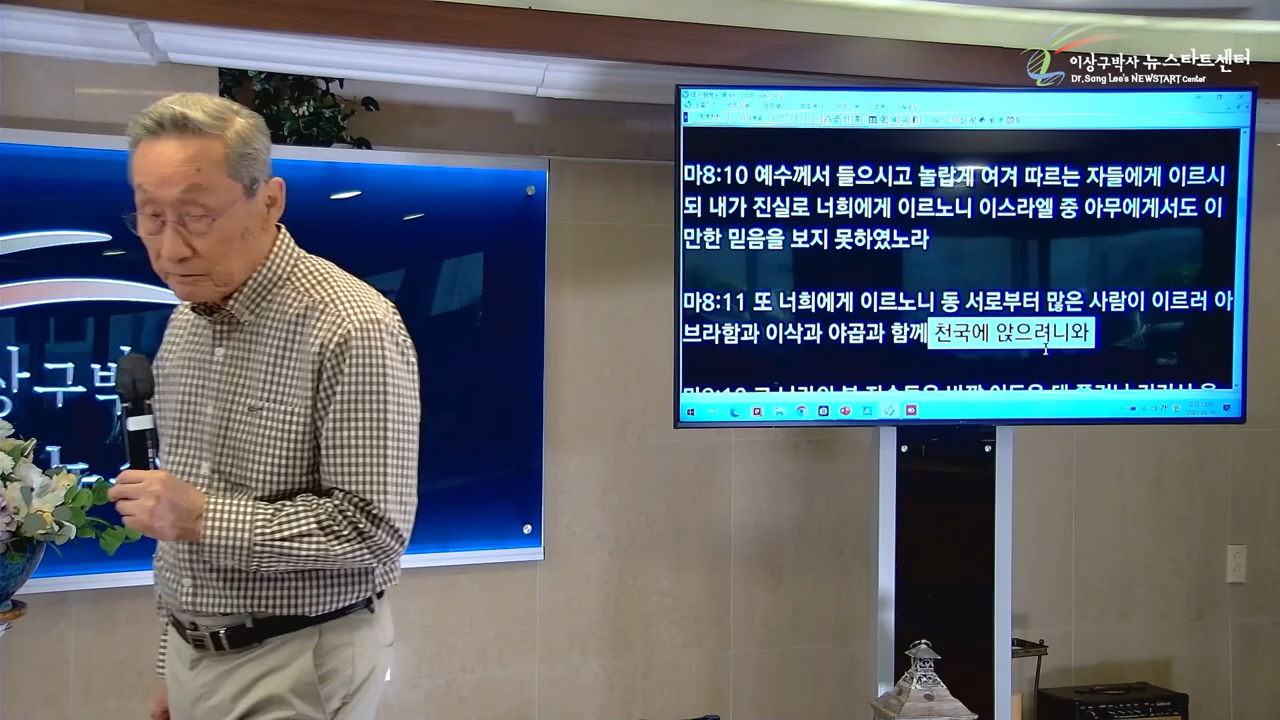 이상구박사 뉴스타트센터
Dr. Sang Lee's NEWSTART Center
마8:10 예수께서 들으시고 놀랍게 여겨 따르는 자들에게 이르시
되 내가 진실로 너희에게 이르노니 이스라엘 중 아무에게서도 이
만한 믿음을 보지 못하였노라
마8:11 또 너희에게 이르노니 동 서로부터 많은 사람이 이르러 아
브라함과 이삭과 야곱과 함께 천국에 앉으려니와
상구박